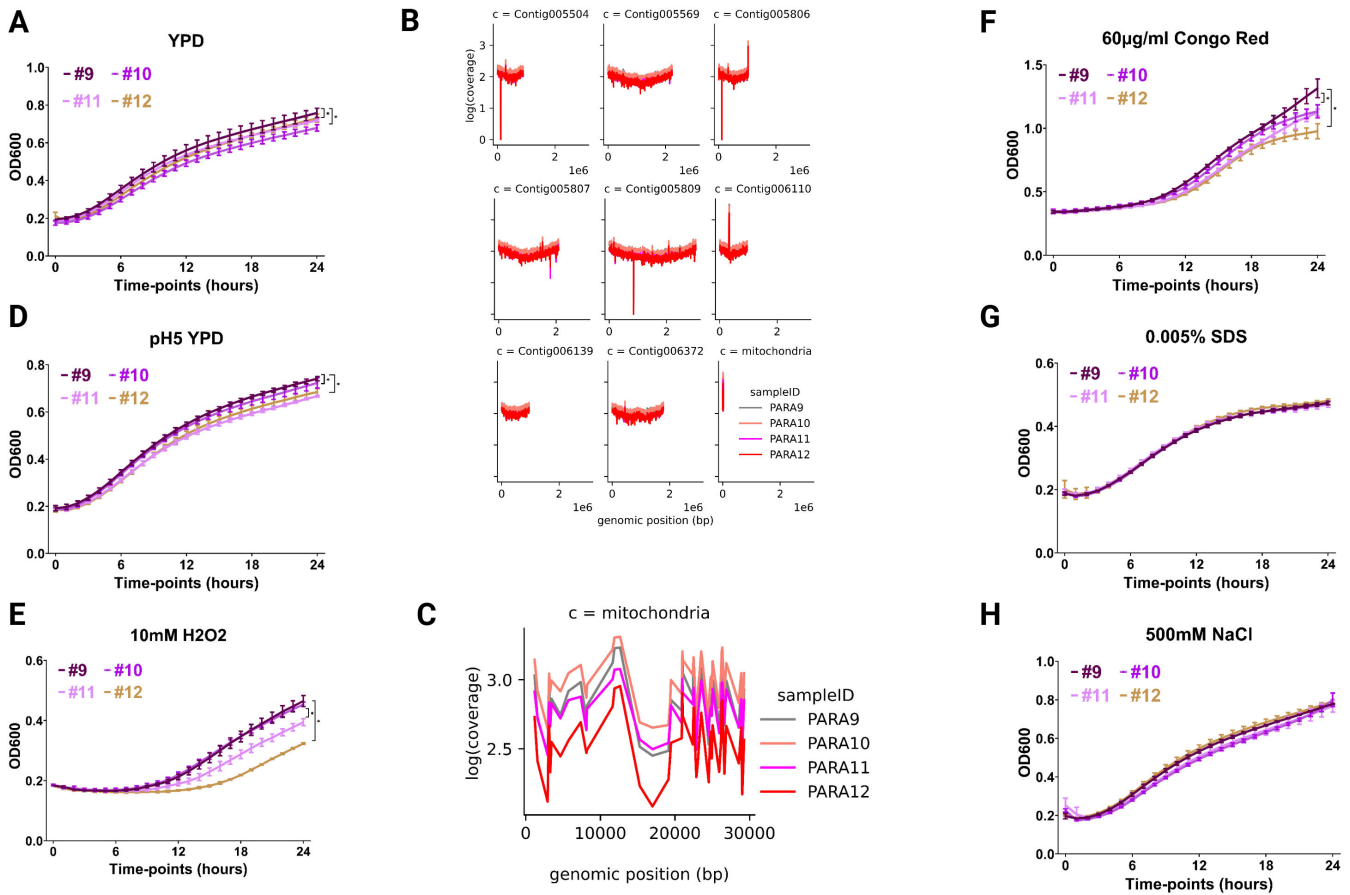 A
YPD
#9 #10
#11 #12
OD600
1.0
0.8
0.6
0.4
0.2
0.0
0 6 12 18 24
Time-points (hours)
* *
B
c = Contig005504 c = Contig005569 c = Contig005806
log(coverage)
3
2
1
0
0 2 0 2 0 2
1e6 1e6 1e6
c = Contig005807 c = Contig005809 c = Contig006110
0 2 0 2 0 2
c = Contig006139 c = Contig006372 c = mitochondria
sampleID
PARA9
PARA10
PARA11
PARA12
0 2 0 2 0 2
1e6 1e6 1e6
genomic position (bp)
C
c = mitochondria
log(coverage)
3.0
2.5
sampleID
PARA9
PARA10
PARA11
PARA12
0 10000 20000 30000
genomic position (bp)
D
pH5 YPD
#9 #10
#11 #12
OD600
0.8
0.6
0.4
0.2
0.0
0 6 12 18 24
Time-points (hours)
* *
E
10mM H2O2
#9 #10
#11 #12
OD600
0.6
0.4
0.2
0.0
0 6 12 18 24
Time-points (hours)
* *
F
60µg/ml Congo Red
#9 #10
#11 #12
OD600
1.5
1.0
0.5
0.0
0 6 12 18 24
Time-points (hours)
* *
G
0.005% SDS
#9 #10
#11 #12
OD600
0.6
0.4
0.2
0.0
0 6 12 18 24
Time-points (hours)
H
500mM NaCl
#9 #10
#11 #12
OD600
1.0
0.8
0.6
0.4
0.2
0.0
0 6 12 18 24
Time-points (hours)